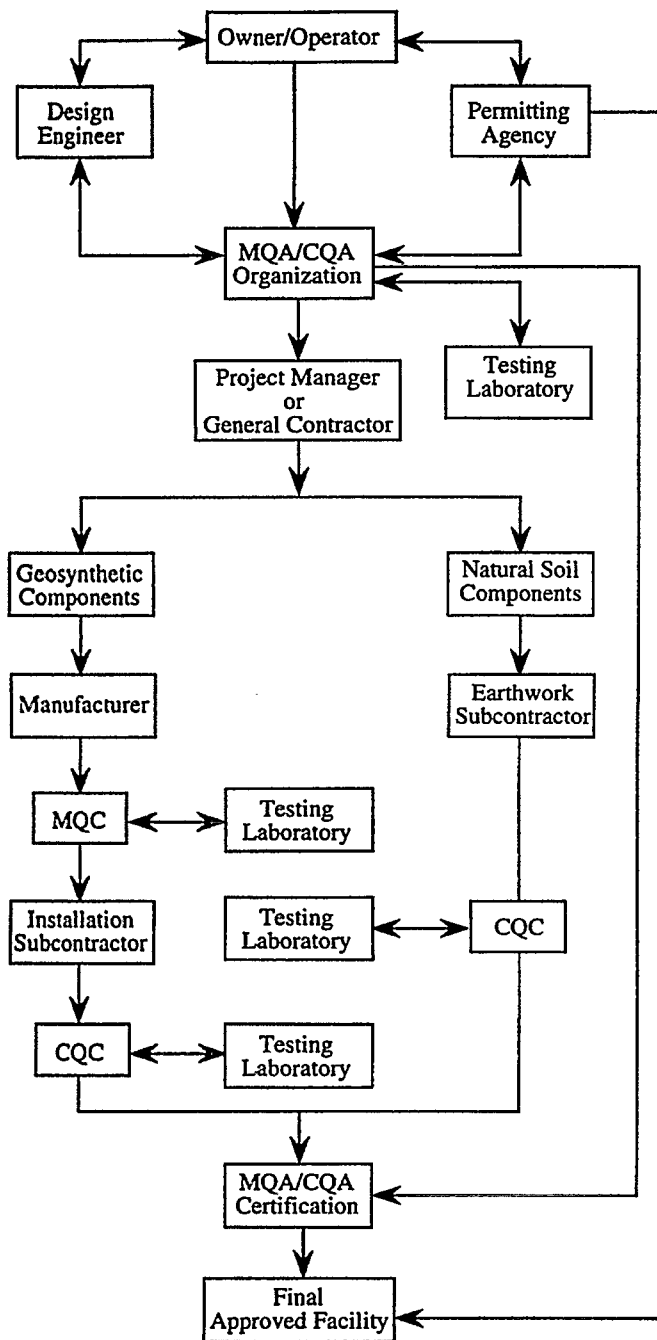 Owner/Operator
Design
Engineer
Permitting
Agency
MQA/CQA
Organization
Project Manager
or
General Contractor
Testing
Laboratory
Geosynthetic
Components
Natural Soil
Components
Manufacturer
Earthwork
Subcontractor
MQC
Testing
Laboratory
Installation
Subcontractor
Testing
Laboratory
CQC
CQC
Testing
Laboratory
MQA/CQA
Certification
Final
Approved Facility